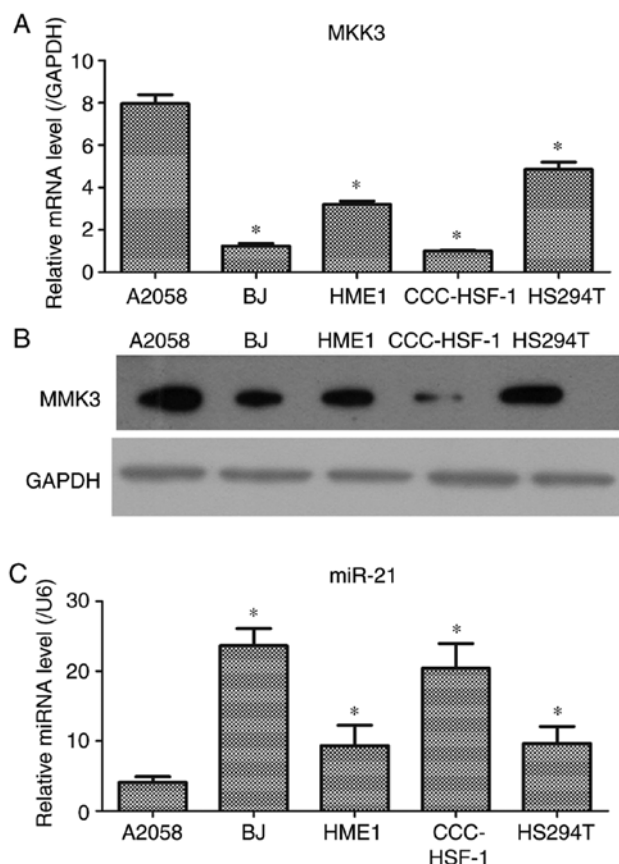 A
MKK3
Relative mRNA level (/GAPDH)
8
6
4
2
0
*
*
*
*
A2058 BJ HME1 CCC-HSF-1 HS294T
B
A2058 BJ HME1 CCC-HSF-1 HS294T
MMK3
GAPDH
C
miR-21
Relative miRNA level (/U6)
30
20
10
0
*
*
*
*
A2058 BJ HME1 CCC-HSF-1 HS294T